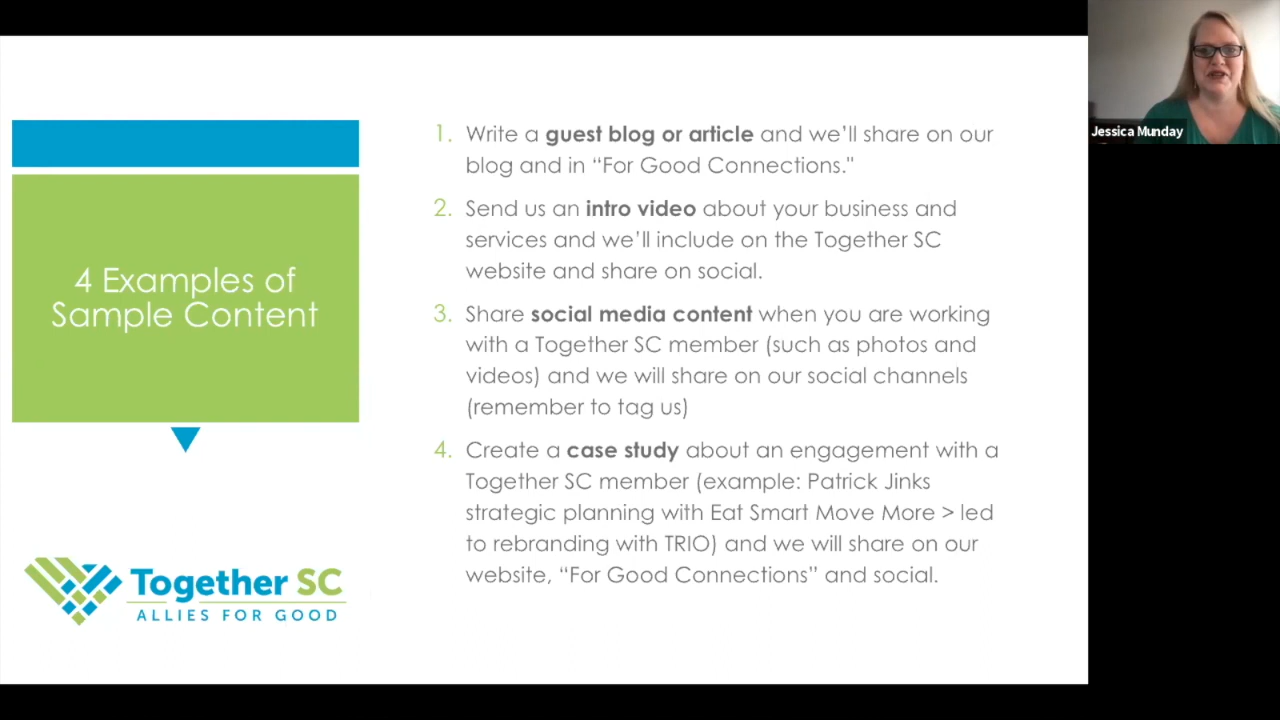 4 Examples of
Sample Content
1. Write a guest blog or article and we’ll share on our
blog and in “For Good Connections."
2. Send us an intro video about your business and
services and we’ll include on the Together SC
website and share on social.
3. Share social media content when you are working
with a Together SC member (such as photos and
videos) and we will share on our social channels
(remember to tag us)
4. Create a case study about an engagement with a
Together SC member (example: Patrick Jinks
strategic planning with Eat Smart Move More > led
to rebranding with TRIO) and we will share on our
website, “For Good Connections” and social.
Together SC
ALLIES FOR GOOD
Jessica Munday